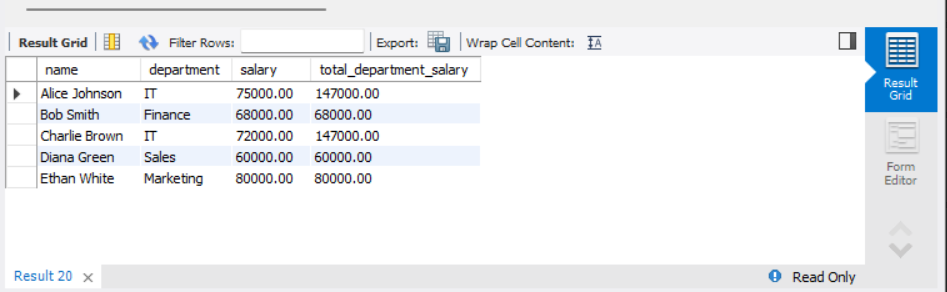 Result Grid Filter Rows: Export: Wrap Cell Content: IA
name department salary total_department_salary
Alice Johnson IT 75000.00 147000.00
Bob Smith Finance 68000.00 68000.00
Charlie Brown IT 72000.00 147000.00
Diana Green Sales 60000.00 60000.00
Ethan White Marketing 80000.00 80000.00
Result
Grid
Form
Editor
Result 20 × Read Only